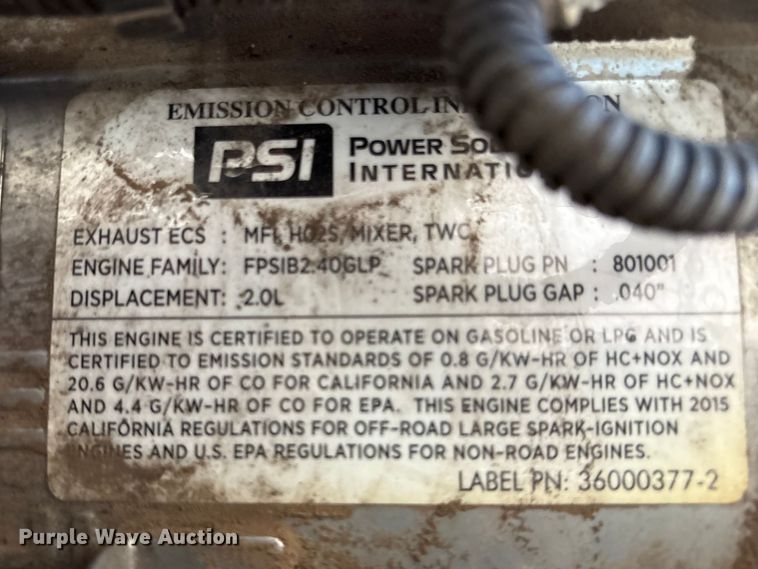 EMISSION CONTROL
PSI POWER
INTERNATIO
EXHAUST ECS : MFI, HO2S, MIXER, TWC
ENGINE FAMILY: FPSIB2.40GLP SPARK PLUG PN : 801001
DISPLACEMENT: 2.0L SPARK PLUG GAP : .040"
THIS ENGINE IS CERTIFIED TO OPERATE ON GASOLINE OR LPG AND IS
CERTIFIED TO EMISSION STANDARDS OF 0.8 G/KW-HR OF HC+NOX AND
20.6 G/KW-HR OF CO FOR CALIFORNIA AND 2.7 G/KW-HR OF HC+NOX
AND 4.4 G/KW-HR OF CO FOR EPA. THIS ENGINE COMPLIES WITH 2015
CALIFORNIA REGULATIONS FOR OFF-ROAD LARGE SPARK-IGNITION
ENGINES AND U.S. EPA REGULATIONS FOR NON-ROAD ENGINES.
LABEL PN: 36000377-2
Purple Wave Auction